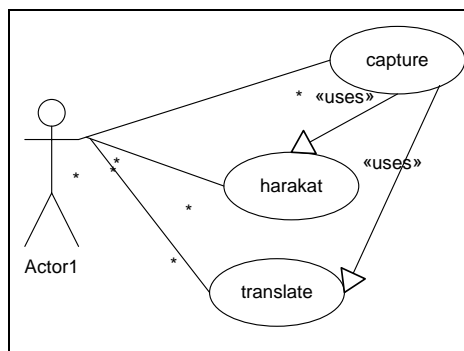 capture
* «uses»
«uses»
*
*
*
harakat
*
*
Actor1
translate